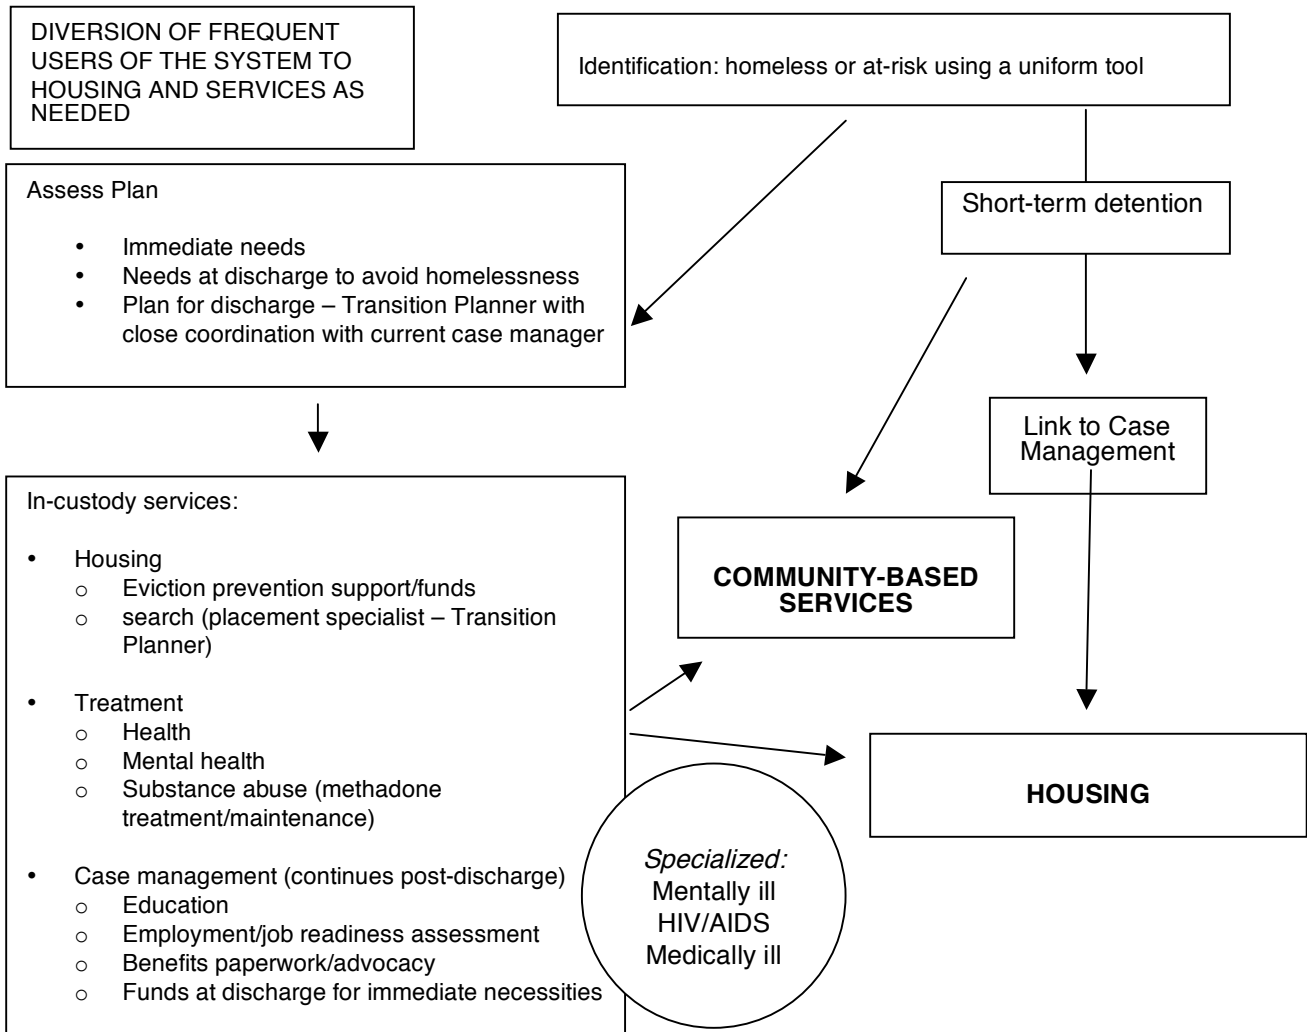 DIVERSION OF FREQUENT
USERS OF THE SYSTEM TO
HOUSING AND SERVICES AS
NEEDED
Identification: homeless or at-risk using a uniform tool
Assess Plan
• Immediate needs
• Needs at discharge to avoid homelessness
• Plan for discharge – Transition Planner with
close coordination with current case manager
Short-term detention
Link to Case
Management
In-custody services:
• Housing
o Eviction prevention support/funds
o search (placement specialist – Transition
Planner)
• Treatment
o Health
o Mental health
o Substance abuse (methadone
treatment/maintenance)
• Case management (continues post-discharge)
o Education
o Employment/job readiness assessment
o Benefits paperwork/advocacy
o Funds at discharge for immediate necessities
COMMUNITY-BASED
SERVICES
HOUSING
Specialized:
Mentally ill
HIV/AIDS
Medically ill